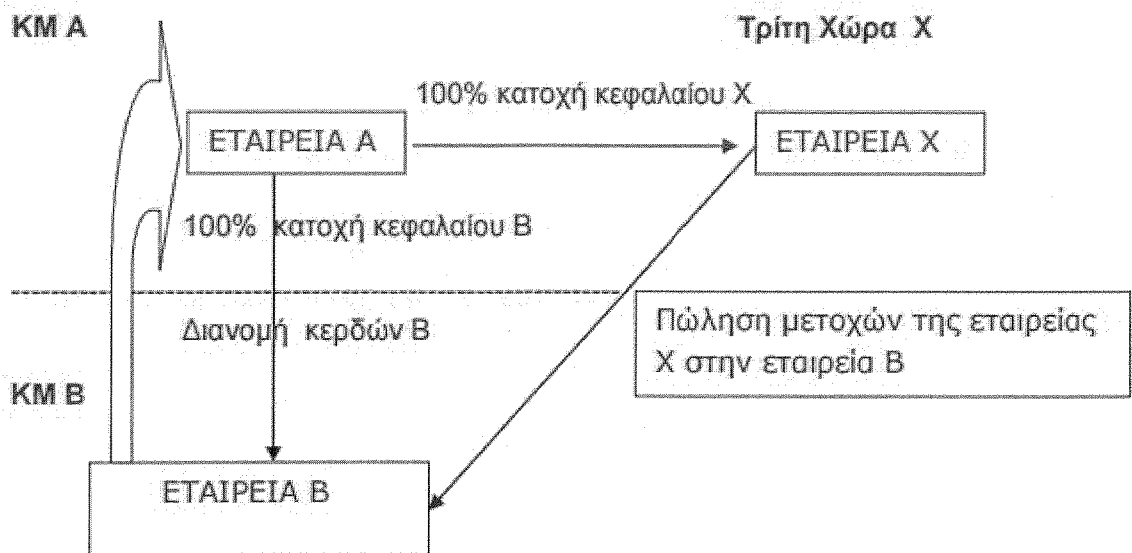 ΚΜ Α
Τρίτη Χώρα Χ
100% κατοχή κεφαλαίου Χ
ΕΤΑΙΡΕΙΑ Α
ΕΤΑΙΡΕΙΑ Χ
100% κατοχή κεφαλαίου Β
Διανομή κερδών Β
Πώληση μετοχών της εταιρείας
Χ στην εταιρεία Β
ΚΜ Β
ΕΤΑΙΡΕΙΑ Β